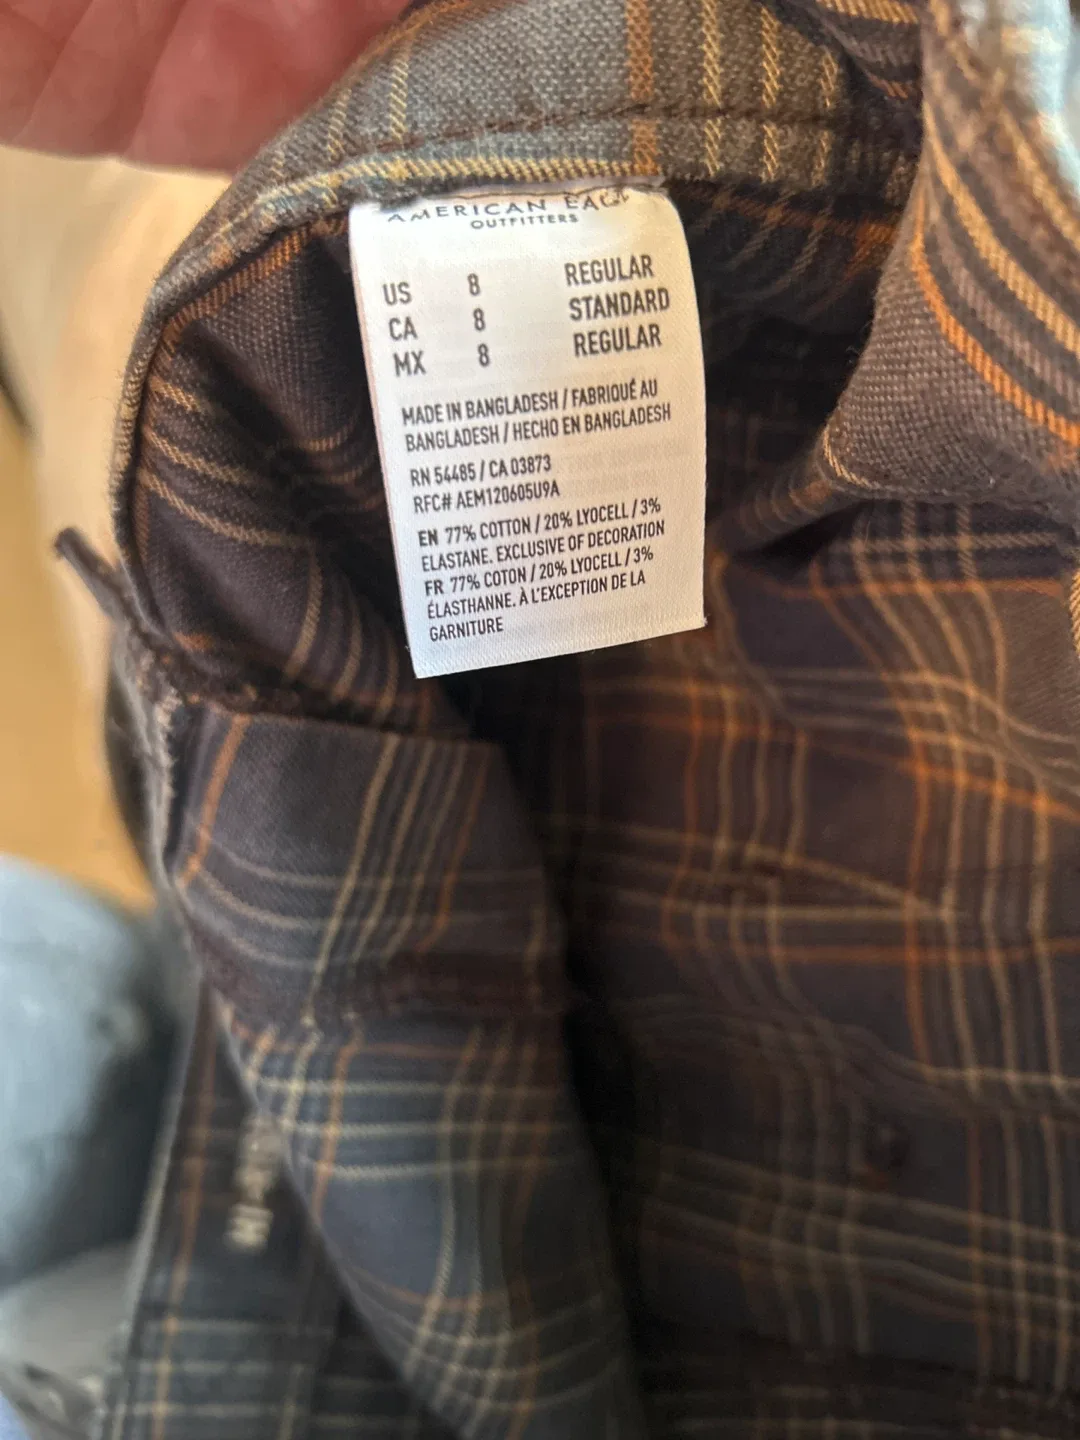 AMERICAN
OUTFITTERS
US 8 REGULAR
CA 8 STANDARD
MX 8 REGULAR
MADE IN BANGLADESH / FABRIQUÉ AU
BANGLADESH / HECHO EN BANGLADESH
RN 54485 / CA 03873
RFC# AEM120605U9A
EN 77% COTTON / 20% LYOCELL / 3%
ELASTANE. EXCLUSIVE OF DECORATION
FR 77% COTON / 20% LYOCELL / 3%
ÉLASTHANNE. À L'EXCEPTION DE LA
GARNITURE